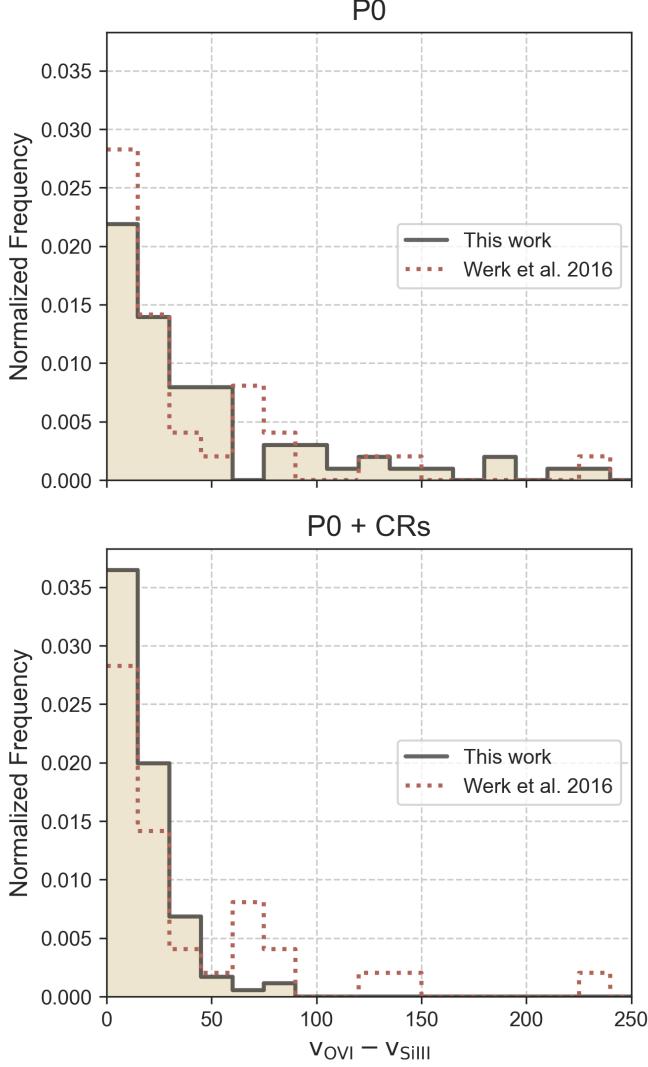 P0
Normalized Frequency
0.035
0.030
0.025
0.020
0.015
0.010
0.005
0.000
This work
Werk et al. 2016
P0 + CRs
Normalized Frequency
0.035
0.030
0.025
0.020
0.015
0.010
0.005
0.000
This work
Werk et al. 2016
0 50 100 150 200 250
vOVI − vSiIII